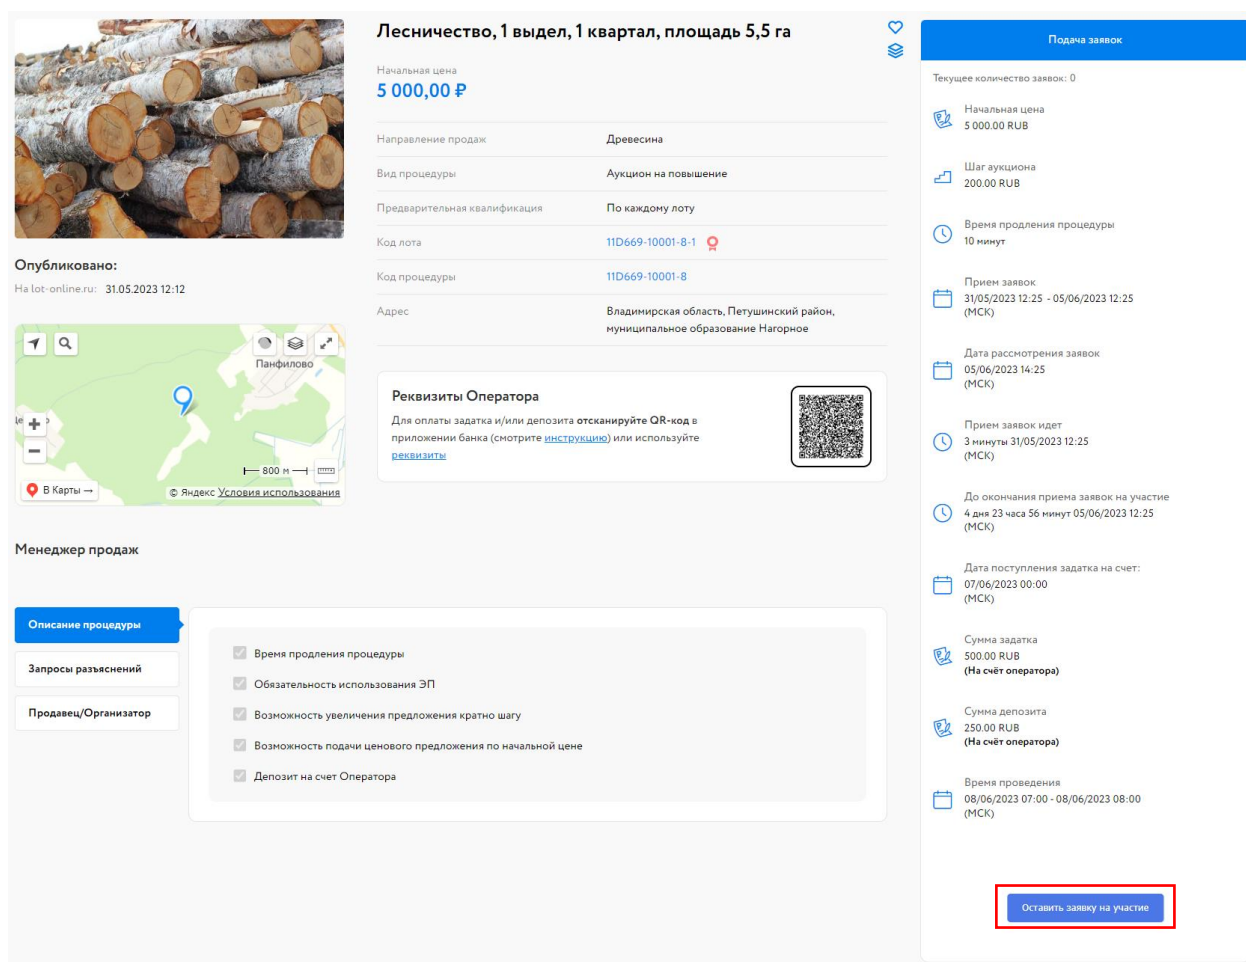 Лесничество, 1 выдел, 1 квартал, площадь 5,5 га
Начальная цена
5 000,00 ₽
Направление продаж Древесина
Вид процедуры Аукцион на повышение
Предварительная квалификация По каждому лоту
Код лота 11D669-10001-8-1
Код процедуры 11D669-10001-8
Адрес Владимирская область, Петушинский район,
муниципальное образование Нагорное
Опубликовано:
На lot-online.ru: 31.05.2023 12:12
Панфилово
800 м
В Карты →
© Яндекс Условия использования
Реквизиты Оператора
Для оплаты задатка и/или депозита отсканируйте QR-код в
приложении банка (смотрите инструкцию) или используйте
реквизиты
Менеджер продаж
Описание процедуры
Запросы разъяснений
Продавец/Организатор
Время продления процедуры
Обязательность использования ЭП
Возможность увеличения предложения кратно шагу
Возможность подачи ценового предложения по начальной цене
Депозит на счет Оператора
Подача заявок
Текущее количество заявок: 0
Начальная цена
5 000.00 RUB
Шаг аукциона
200.00 RUB
Время продления процедуры
10 минут
Прием заявок
31/05/2023 12:25 - 05/06/2023 12:25
(МСК)
Дата рассмотрения заявок
05/06/2023 14:25
(МСК)
Прием заявок идет
3 минуты 31/05/2023 12:25
(МСК)
До окончания приема заявок на участие
4 дня 23 часа 56 минут 05/06/2023 12:25
(МСК)
Дата поступления задатка на счет:
07/06/2023 00:00
(МСК)
Сумма задатка
500.00 RUB
(На счёт оператора)
Сумма депозита
250.00 RUB
(На счёт оператора)
Время проведения
08/06/2023 07:00 - 08/06/2023 08:00
(МСК)
Оставить заявку на участие